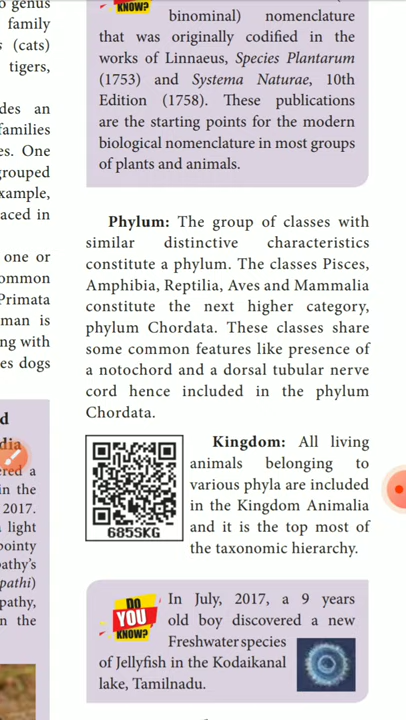 o genus
family
s (cats)
tigers,
des an
families
es. One
grouped
xample,
aced in
one or
ommon
Primata
man is
ng with
es dogs
d
dia
ered a
in the
2017.
light
pointy
pathy's
pathi)
pathy,
n the
KNOW?
binominal) nomenclature
that was originally codified in the
works of Linnaeus, Species Plantarum
(1753) and Systema Naturae, 10th
Edition (1758). These publications
are the starting points for the modern
biological nomenclature in most groups
of plants and animals.
Phylum: The group of classes with
similar distinctive characteristics
constitute a phylum. The classes Pisces,
Amphibia, Reptilia, Aves and Mammalia
constitute the next higher category,
phylum Chordata. These classes share
some common features like presence of
a notochord and a dorsal tubular nerve
cord hence included in the phylum
Chordata.
685SKG
Kingdom: All living
animals belonging to
various phyla are included
in the Kingdom Animalia
and it is the top most of
the taxonomic hierarchy.
DO
YOU
KNOW?
In July, 2017, a 9 years
old boy discovered a new
Freshwater species
of Jellyfish in the Kodaikanal
lake, Tamilnadu.